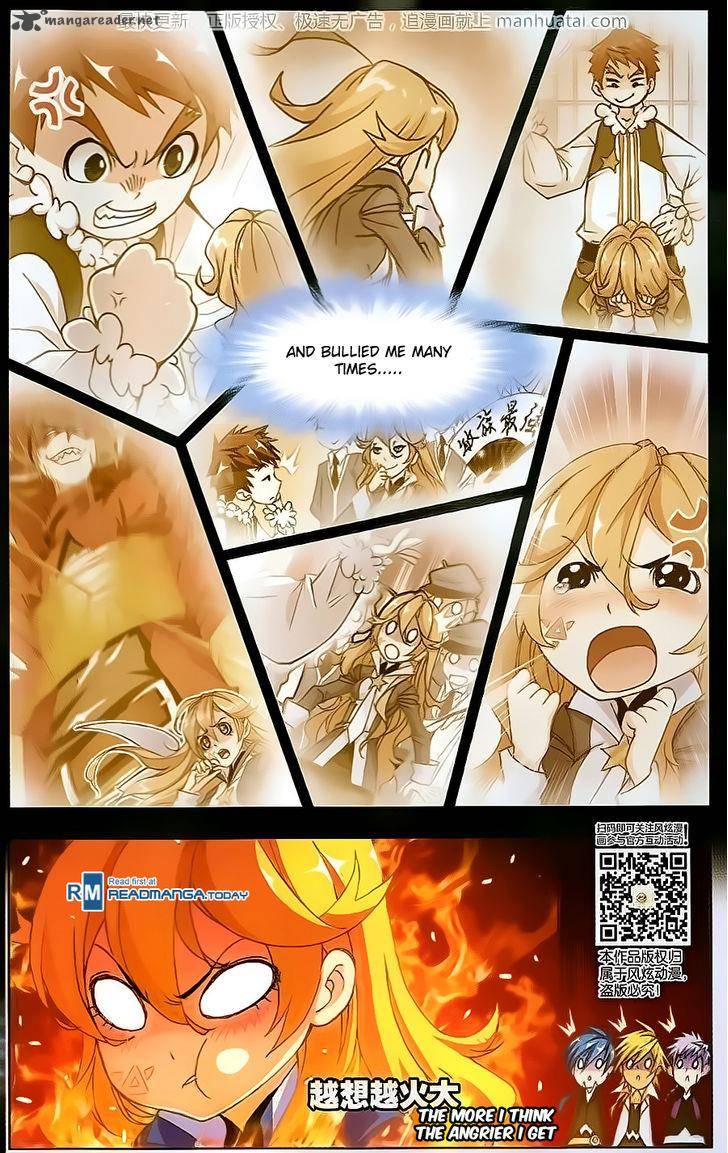 mangareader.net
最快更新 正版授权、极速无广告，追漫画就上 manhuatai.com
AND BULLIED ME MANY
TIMES.....
扫码即可关注风炫漫
画参与官方互动活动!
Read first at
RM READMANGA.TODAY
本作品版权归
属于风炫动漫,
盗版必究!
越想越火大
THE MORE I THINK
THE ANGRIER I GET